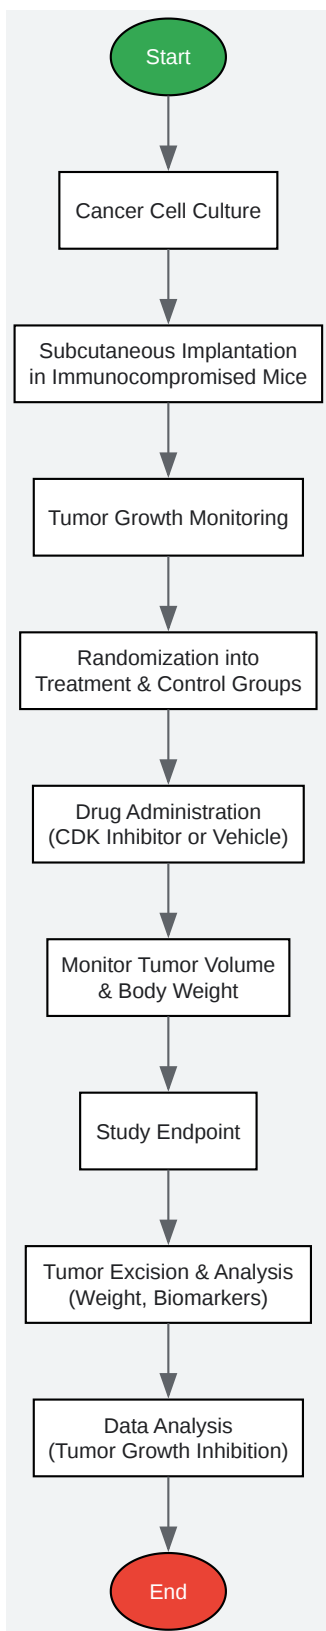 Start
Cancer Cell Culture
Subcutaneous Implantation
in Immunocompromised Mice
Tumor Growth Monitoring
Randomization into
Treatment & Control Groups
Drug Administration
(CDK Inhibitor or Vehicle)
Monitor Tumor Volume
& Body Weight
Study Endpoint
Tumor Excision & Analysis
(Weight, Biomarkers)
Data Analysis
(Tumor Growth Inhibition)
End